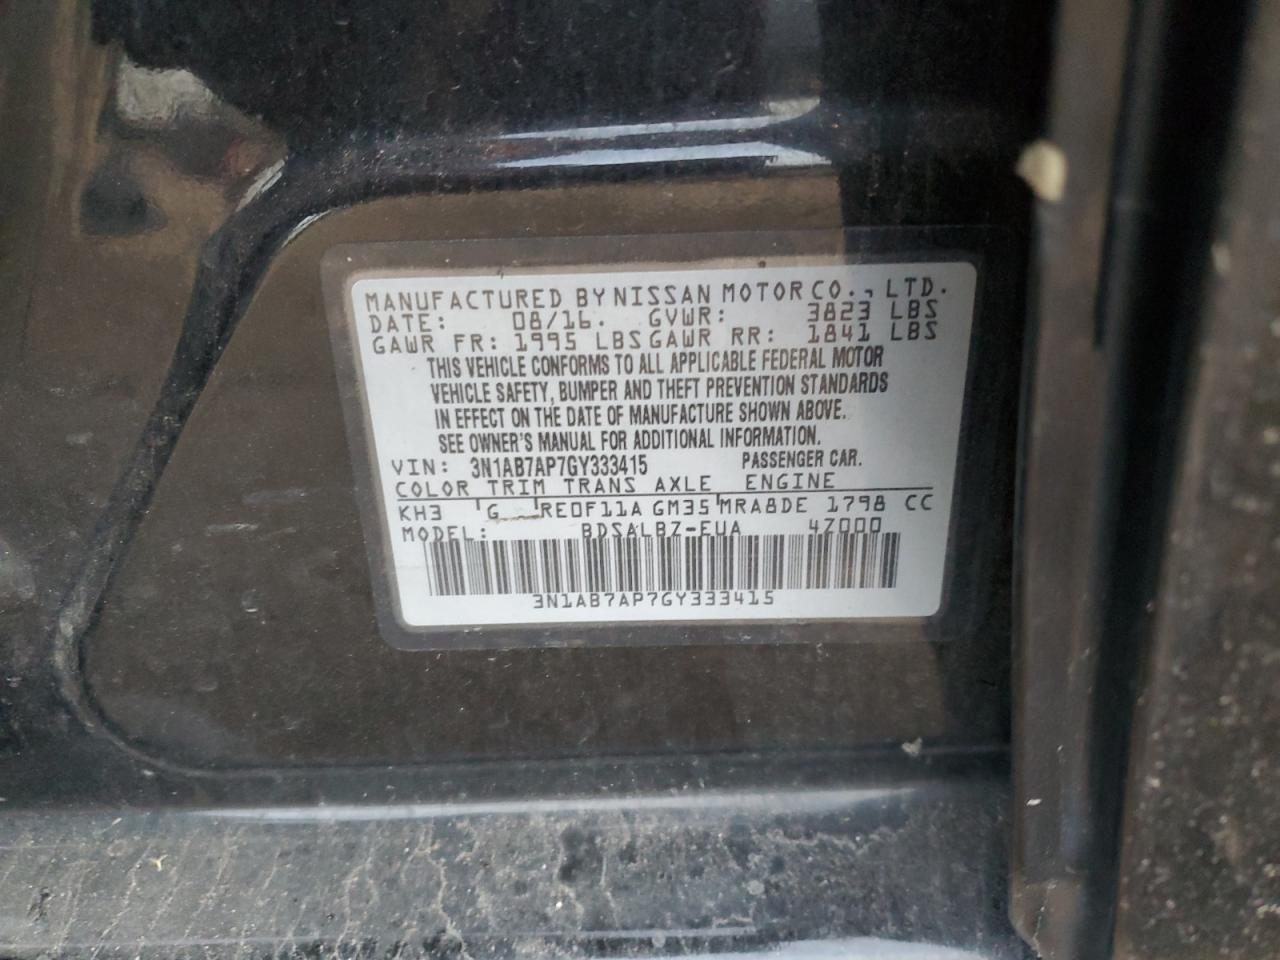 MANUFACTURED BY NISSAN MOTOR CO., LTD.
DATE: 08/16. GVWR: 3823 LBS
GAWR FR: 1995 LBS GAWR RR: 1841 LBS
THIS VEHICLE CONFORMS TO ALL APPLICABLE FEDERAL MOTOR
VEHICLE SAFETY, BUMPER AND THEFT PREVENTION STANDARDS
IN EFFECT ON THE DATE OF MANUFACTURE SHOWN ABOVE.
SEE OWNER'S MANUAL FOR ADDITIONAL INFORMATION.
VIN: 3N1AB7AP7GY333415 PASSENGER CAR.
COLOR TRIM TRANS AXLE ENGINE
KH3 G RE0F11A GM35 MRA8DE 1798 CC
MODEL: BDSALBZ-EUA 4Z000
3N1AB7AP7GY333415